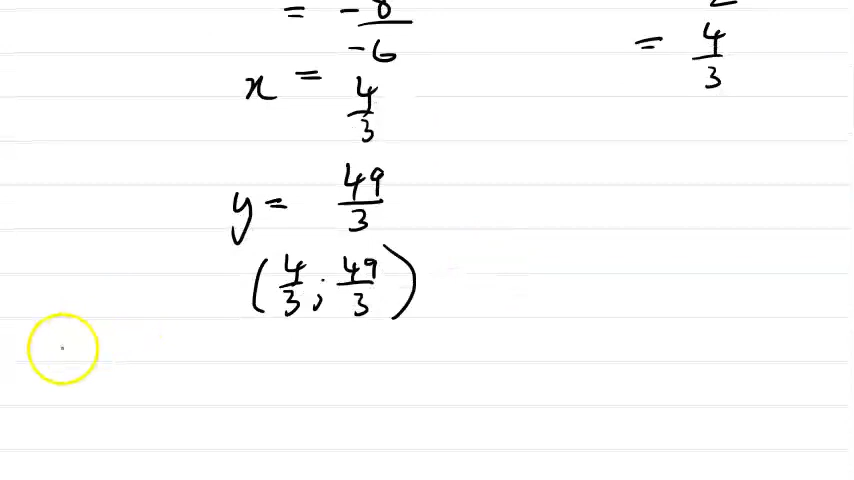 = -8/-6
x = 4/3
= 4/3
y = 49/3
(4/3 ; 49/3)